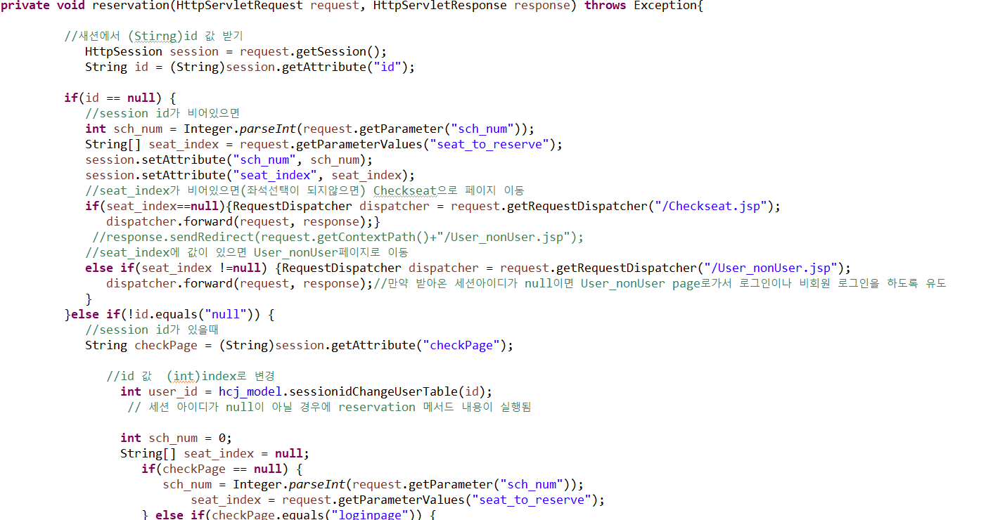 private void reservation(HttpServletRequest request, HttpServletResponse response) throws Exception{
//새션에서 (Stirng)id 값 받기
HttpSession session = request.getSession();
String id = (String)session.getAttribute("id");
if(id == null) {
//session id가 비어있으면
int sch_num = Integer.parseInt(request.getParameter("sch_num"));
String[] seat_index = request.getParameterValues("seat_to_reserve");
session.setAttribute("sch_num", sch_num);
session.setAttribute("seat_index", seat_index);
//seat_index가 비어있으면(좌석선택이 되지않으면) Checkseat으로 페이지 이동
if(seat_index==null){RequestDispatcher dispatcher = request.getRequestDispatcher("/Checkseat.jsp");
dispatcher.forward(request, response);}
//response.sendRedirect(request.getContextPath()+"/User_nonUser.jsp");
//seat_index에 값이 있으면 User_nonUser페이지로 이동
else if(seat_index !=null) {RequestDispatcher dispatcher = request.getRequestDispatcher("/User_nonUser.jsp");
dispatcher.forward(request, response);//만약 받아온 세션아이디가 null이면 User_nonUser page로가서 로그인이나 비회원 로그인을 하도록 유도
}
}else if(!id.equals("null")) {
//session id가 있을때
String checkPage = (String)session.getAttribute("checkPage");
//id 값  (int)index로 변경
int user_id = hcj_model.sessionidChangeUserTable(id);
// 세션 아이디가 null이 아닐 경우에 reservation 메서드 내용이 실행됨
int sch_num = 0;
String[] seat_index = null;
if(checkPage == null) {
sch_num = Integer.parseInt(request.getParameter("sch_num"));
seat_index = request.getParameterValues("seat_to_reserve");
} else if(checkPage.equals("loginpage")) {